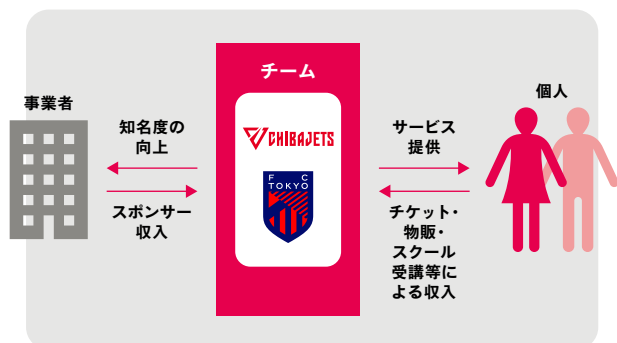 チーム
事業者
個人
知名度の
向上
スポンサー
収入
CHIBAJETS
F C
TOKYO
サービス
提供
チケット・
物販・
スクール
受講等に
よる収入